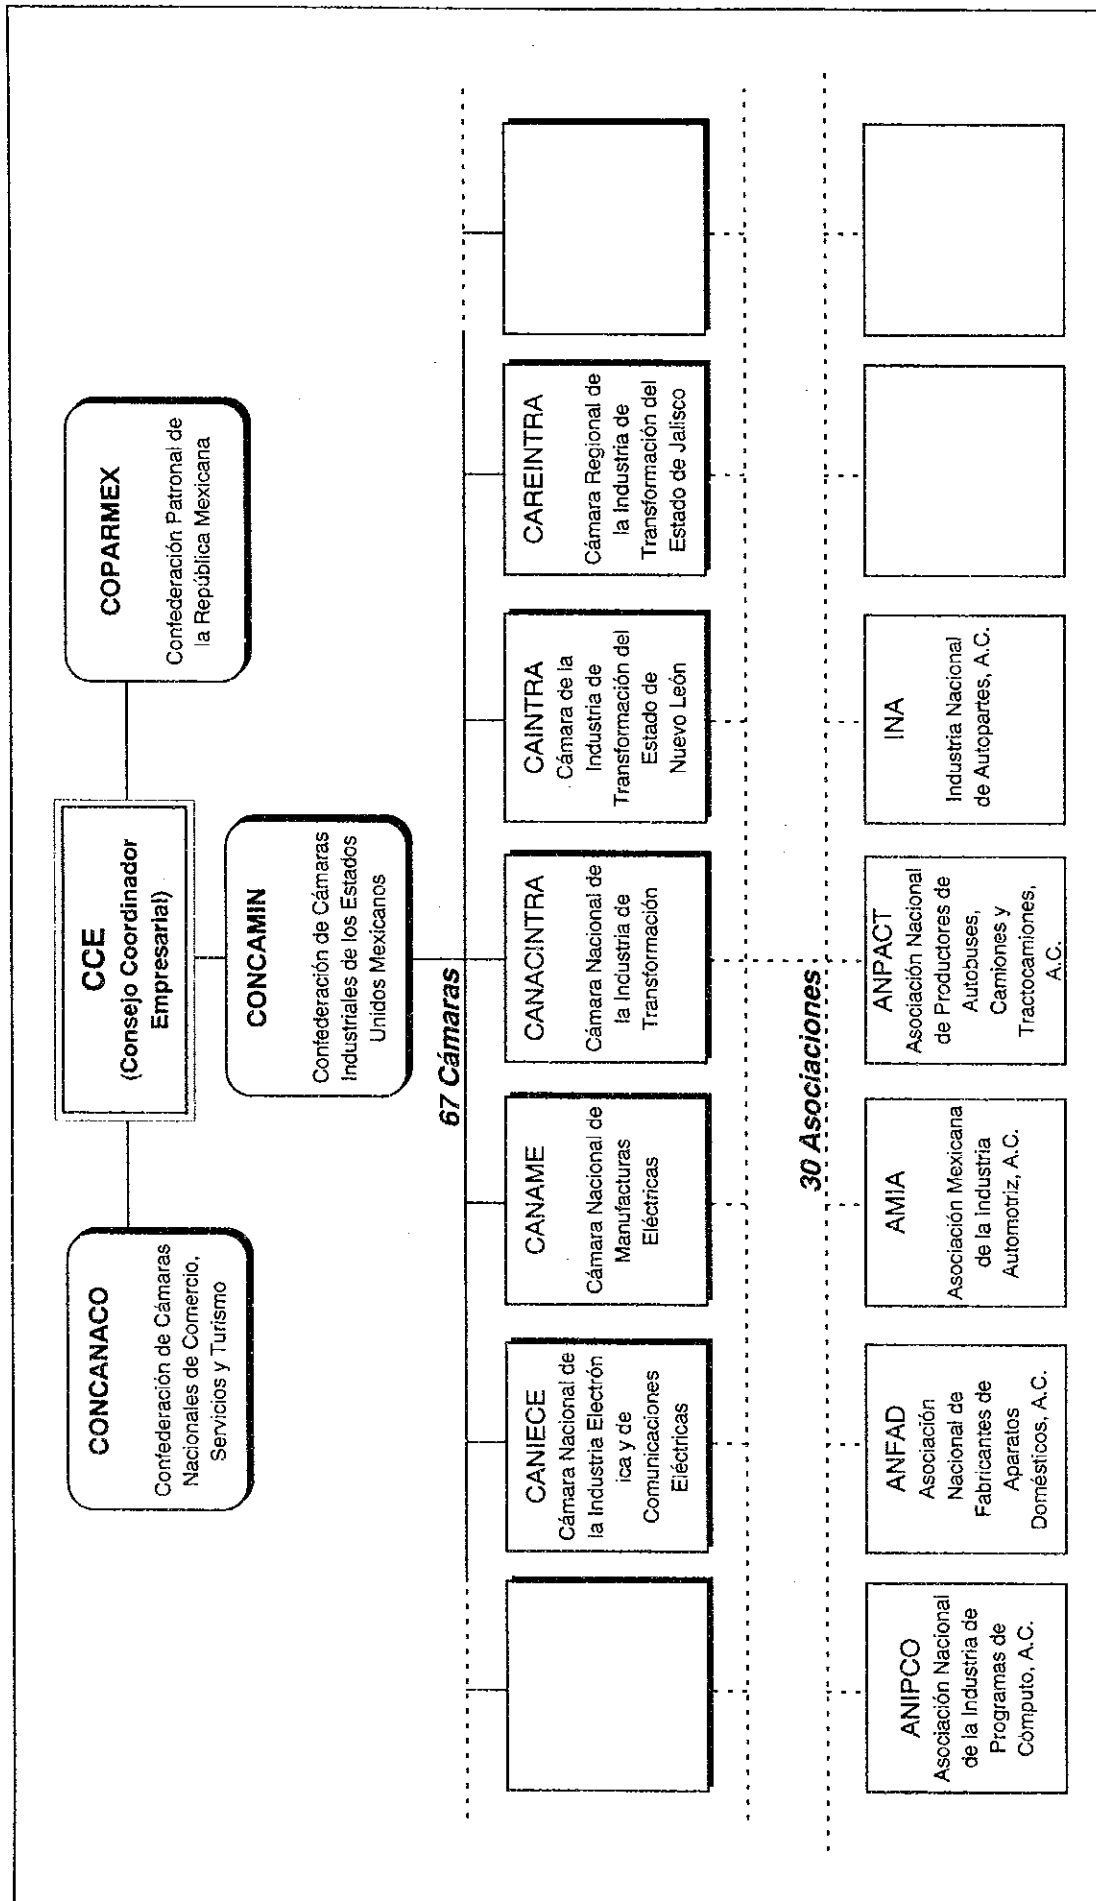 CCE
(Consejo Coordinador
Empresarial)
CONCANACO
Confederación de Cámaras
Nacionales de Comercio,
Servicios y Turismo
COPARMEX
Confederación Patronal de
la República Mexicana
CONCAMIN
Confederación de Cámaras
Industriales de los Estados
Unidos Mexicanos
67 Cámaras
CANIECE
Cámara Nacional de
la Industria Electrón
ica y de
Comunicaciones
Eléctricas
CANAME
Cámara Nacional de
Manufacturas
Eléctricas
CANACINTRA
Cámara Nacional de
la Industria de
Transformación
CAINTRA
Cámara de la
Industria de
Transformación del
Estado de
Nuevo León
CAREINTRA
Cámara Regional de
la Industria de
Transformación del
Estado de Jalisco
30 Asociaciones
ANIPCO
Asociación Nacional
de la Industria de
Programas de
Cómputo, A.C.
ANFAD
Asociación
Nacional de
Fabricantes de
Aparatos
Domésticos, A.C.
AMIA
Asociación Mexicana
de la industria
Automotriz, A.C.
ANPACT
Asociación Nacional
de Productores de
Autobuses,
Camiones y
Tractocamiones,
A.C.
INA
Industria Nacional
de Autopartes, A.C.